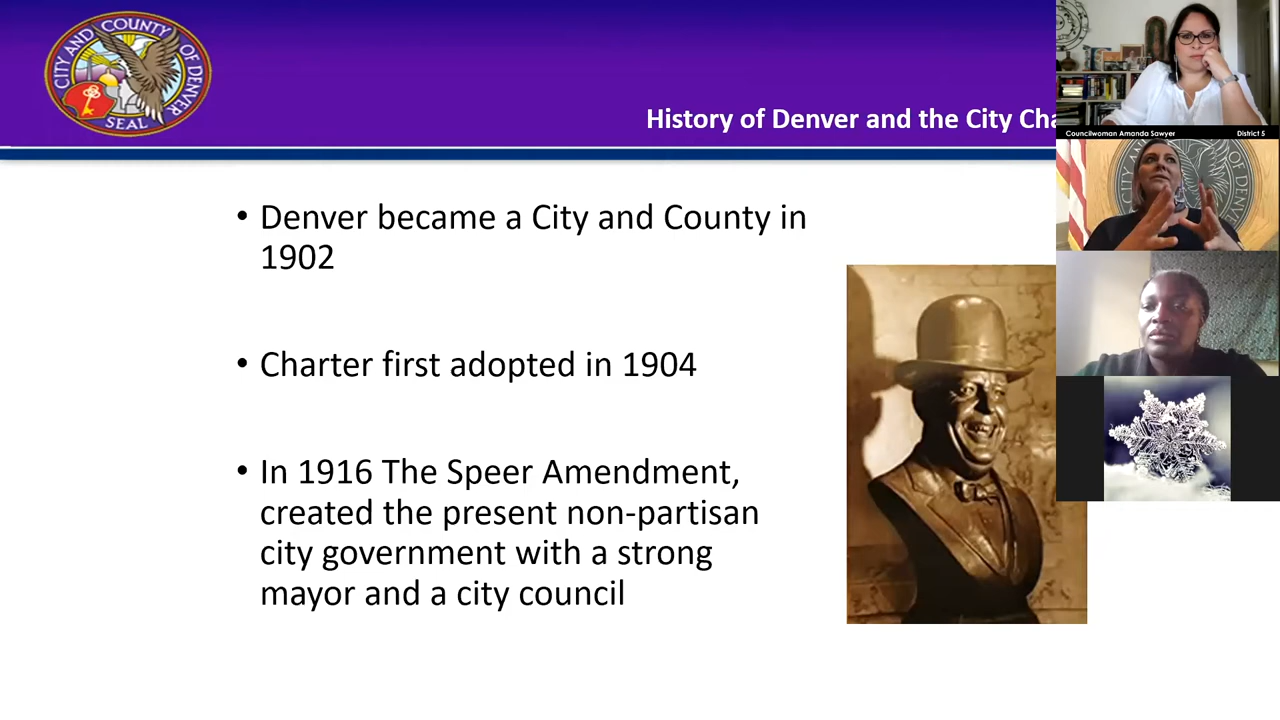 CITY AND COUNTY OF DENVER
SEAL
History of Denver and the City Cha
Councilwoman Amanda Sawyer District 5
• Denver became a City and County in
1902
• Charter first adopted in 1904
• In 1916 The Speer Amendment,
created the present non-partisan
city government with a strong
mayor and a city council